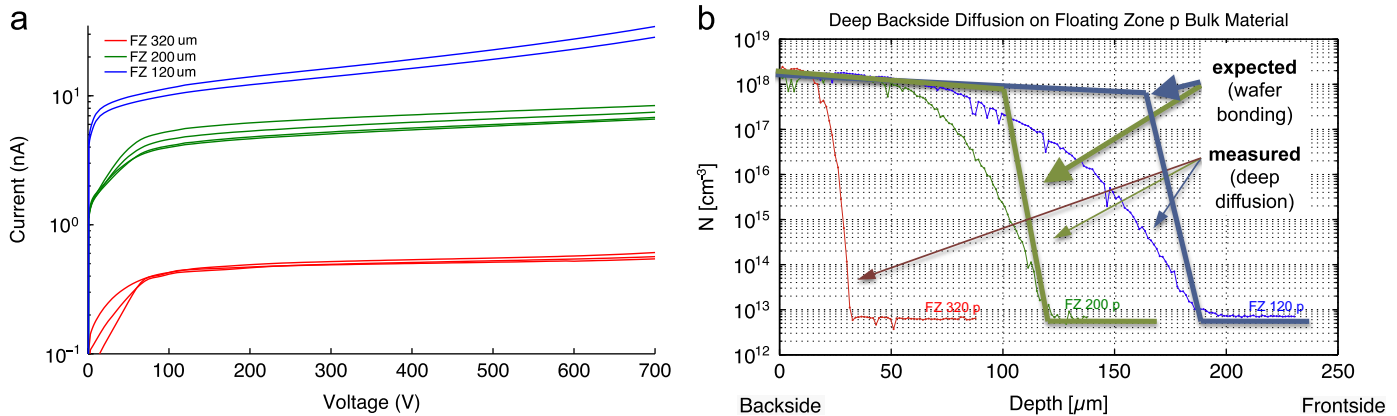 a
FZ 320 um
FZ 200 um
FZ 120 um
10¹
10⁰
10⁻¹
Current (nA)
0
100
200
300
400
500
600
700
Voltage (V)
b
Deep Backside Diffusion on Floating Zone p Bulk Material
10¹⁹
10¹⁸
10¹⁷
10¹⁶
10¹⁵
10¹⁴
10¹³
10¹²
N [cm⁻³]
expected
(wafer
bonding)
measured
(deep
diffusion)
FZ 320 p
FZ 200 p
FZ 120 p
0
50
100
150
200
250
Backside
Depth [µm]
Frontside